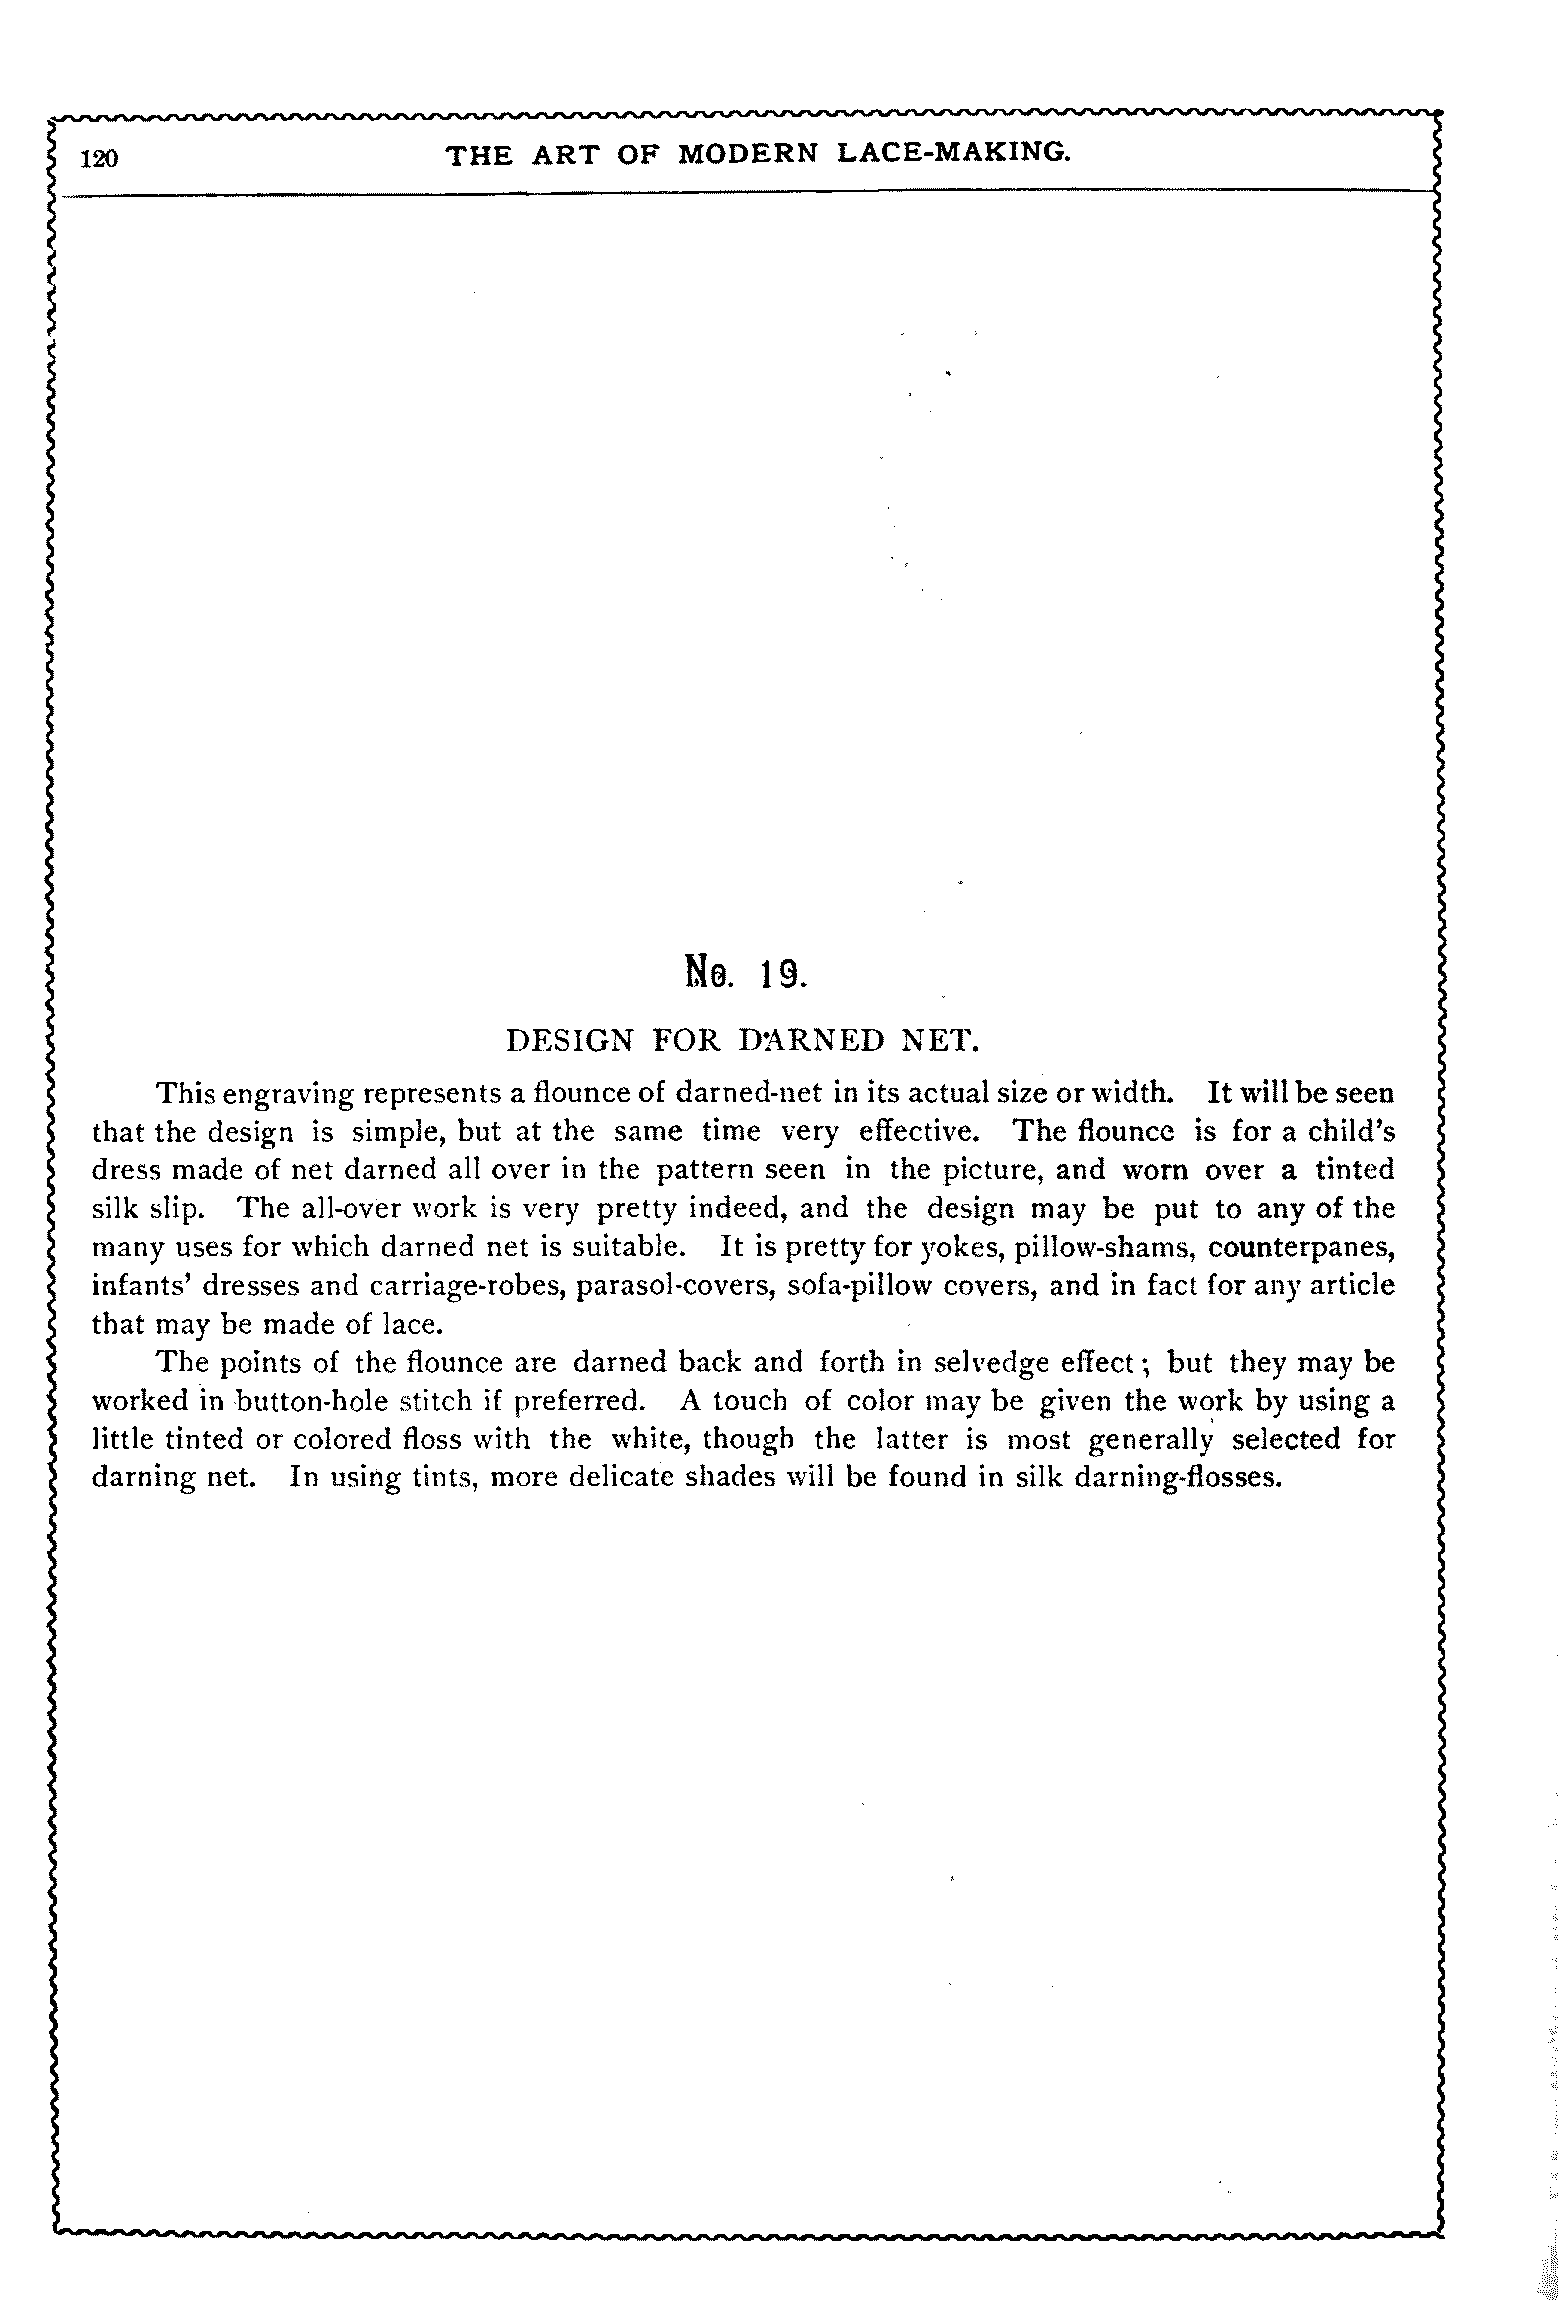 120 THE ART OF MODERN LACE-MAKING.
No. 19.
DESIGN FOR DARNED NET.
This engraving represents a flounce of darned-net in its actual size or width. It will be seen
that the design is simple, but at the same time very effective. The flounce is for a child's
dress made of net darned all over in the pattern seen in the picture, and worn over a tinted
silk slip. The all-over work is very pretty indeed, and the design may be put to any of the
many uses for which darned net is suitable. It is pretty for yokes, pillow-shams, counterpanes,
infants' dresses and carriage-robes, parasol-covers, sofa-pillow covers, and in fact for any article
that may be made of lace.
The points of the flounce are darned back and forth in selvedge effect; but they may be
worked in button-hole stitch if preferred. A touch of color may be given the work by using a
little tinted or colored floss with the white, though the latter is most generally selected for
darning net. In using tints, more delicate shades will be found in silk darning-flosses.